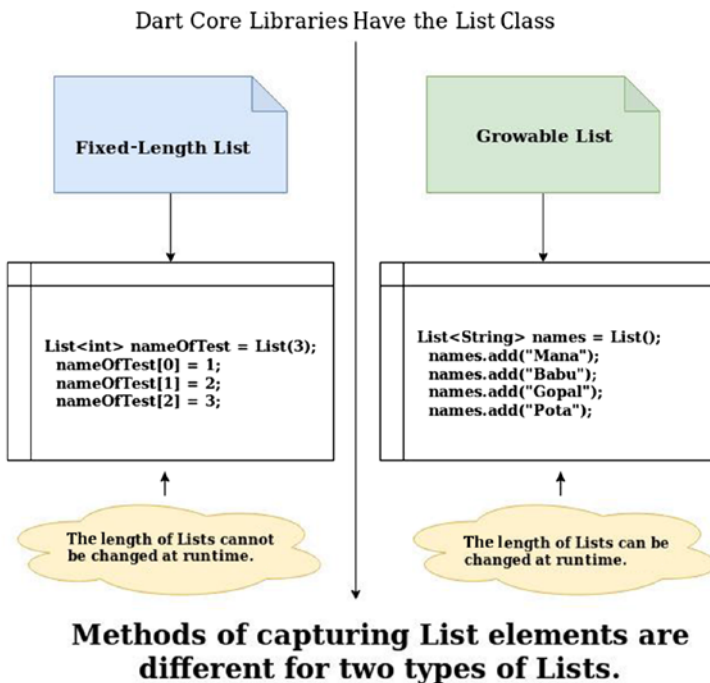 Dart Core Libraries Have the List Class
Fixed-Length List
List<int> nameOfTest = List(3);
nameOfTest[0] = 1;
nameOfTest[1] = 2;
nameOfTest[2] = 3;
The length of Lists cannot
be changed at runtime.
Growable List
List<String> names = List();
names.add("Mana");
names.add("Babu");
names.add("Gopal");
names.add("Pota");
The length of Lists can be
changed at runtime.
Methods of capturing List elements are
different for two types of Lists.